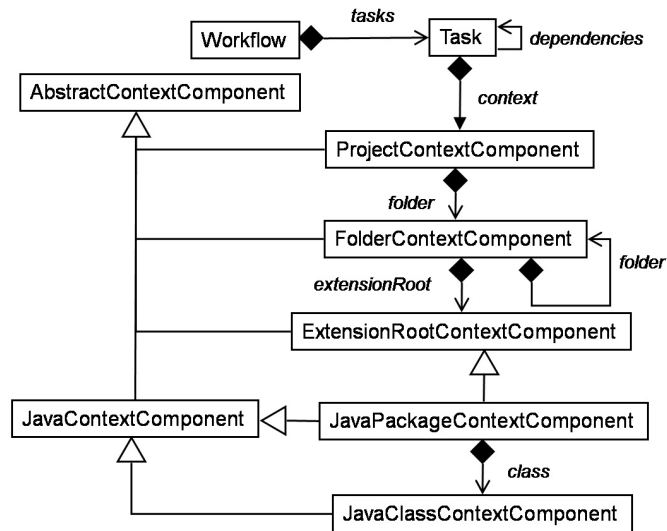 tasks
Workflow
Task
dependencies
AbstractContextComponent
context
ProjectContextComponent
folder
FolderContextComponent
folder
extensionRoot
ExtensionRootContextComponent
JavaContextComponent
JavaPackageContextComponent
class
JavaClassContextComponent